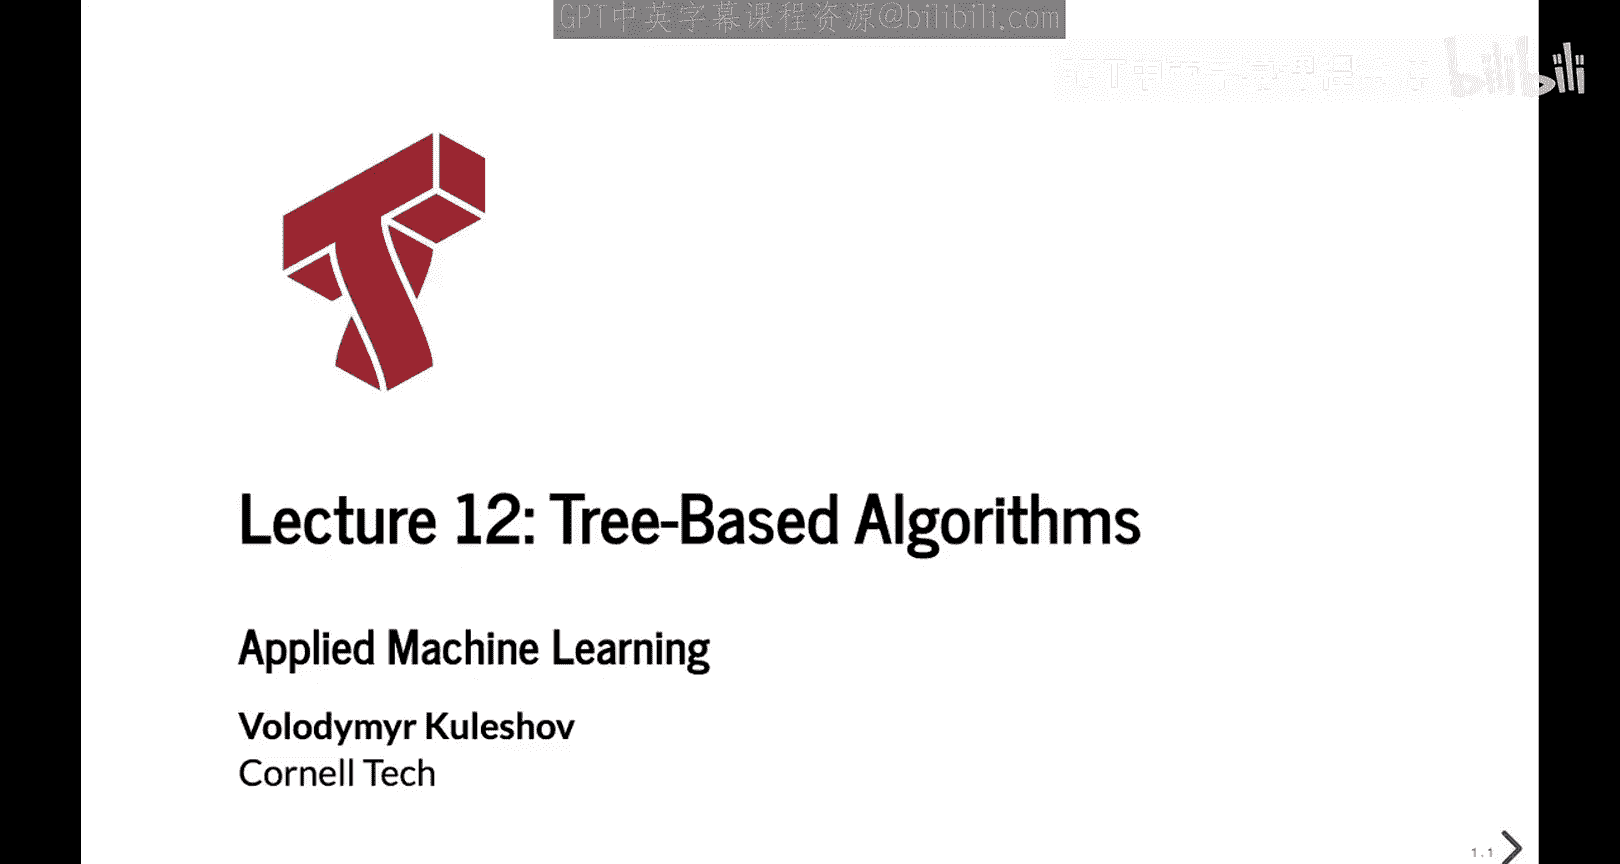 GPT中英字幕课程资源@bilibili.com
bilibili
Lecture 12: Tree-Based Algorithms
Applied Machine Learning
Volodymyr Kuleshov
Cornell Tech
1.1